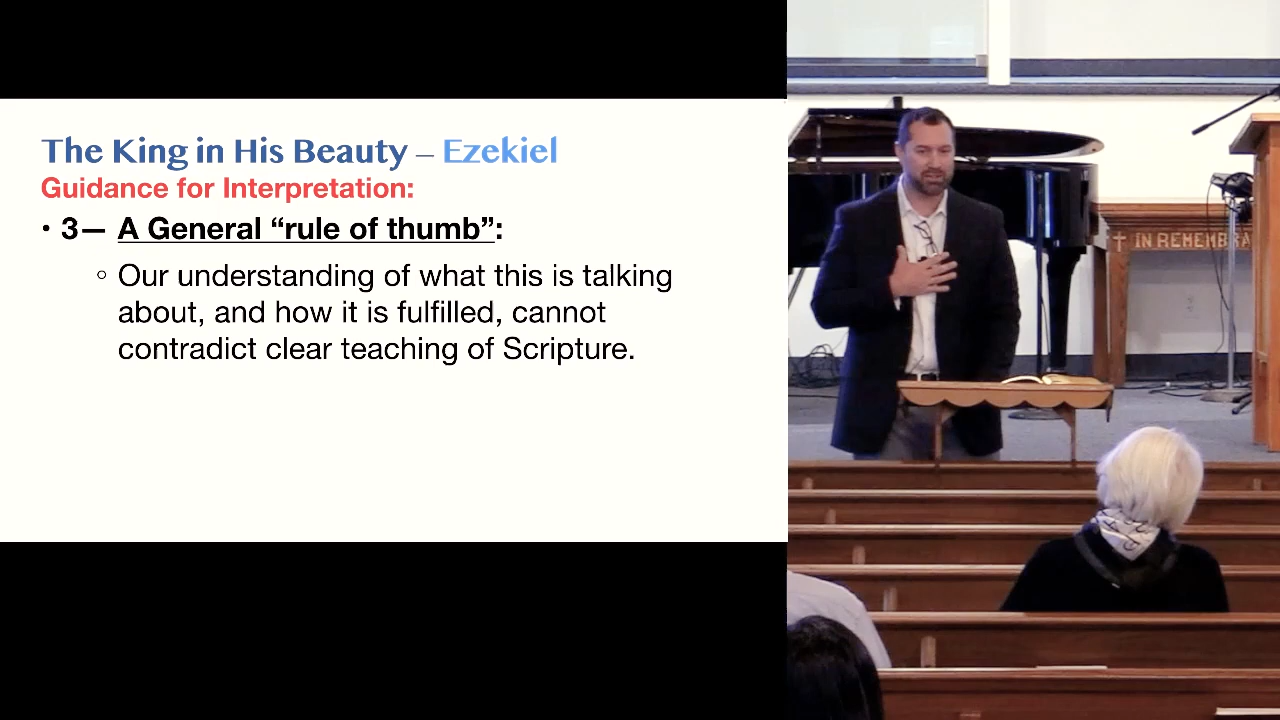 The King in His Beauty – Ezekiel
Guidance for Interpretation:
• 3— A General “rule of thumb”:
◦ Our understanding of what this is talking
about, and how it is fulfilled, cannot
contradict clear teaching of Scripture.
IN REMEMBRA